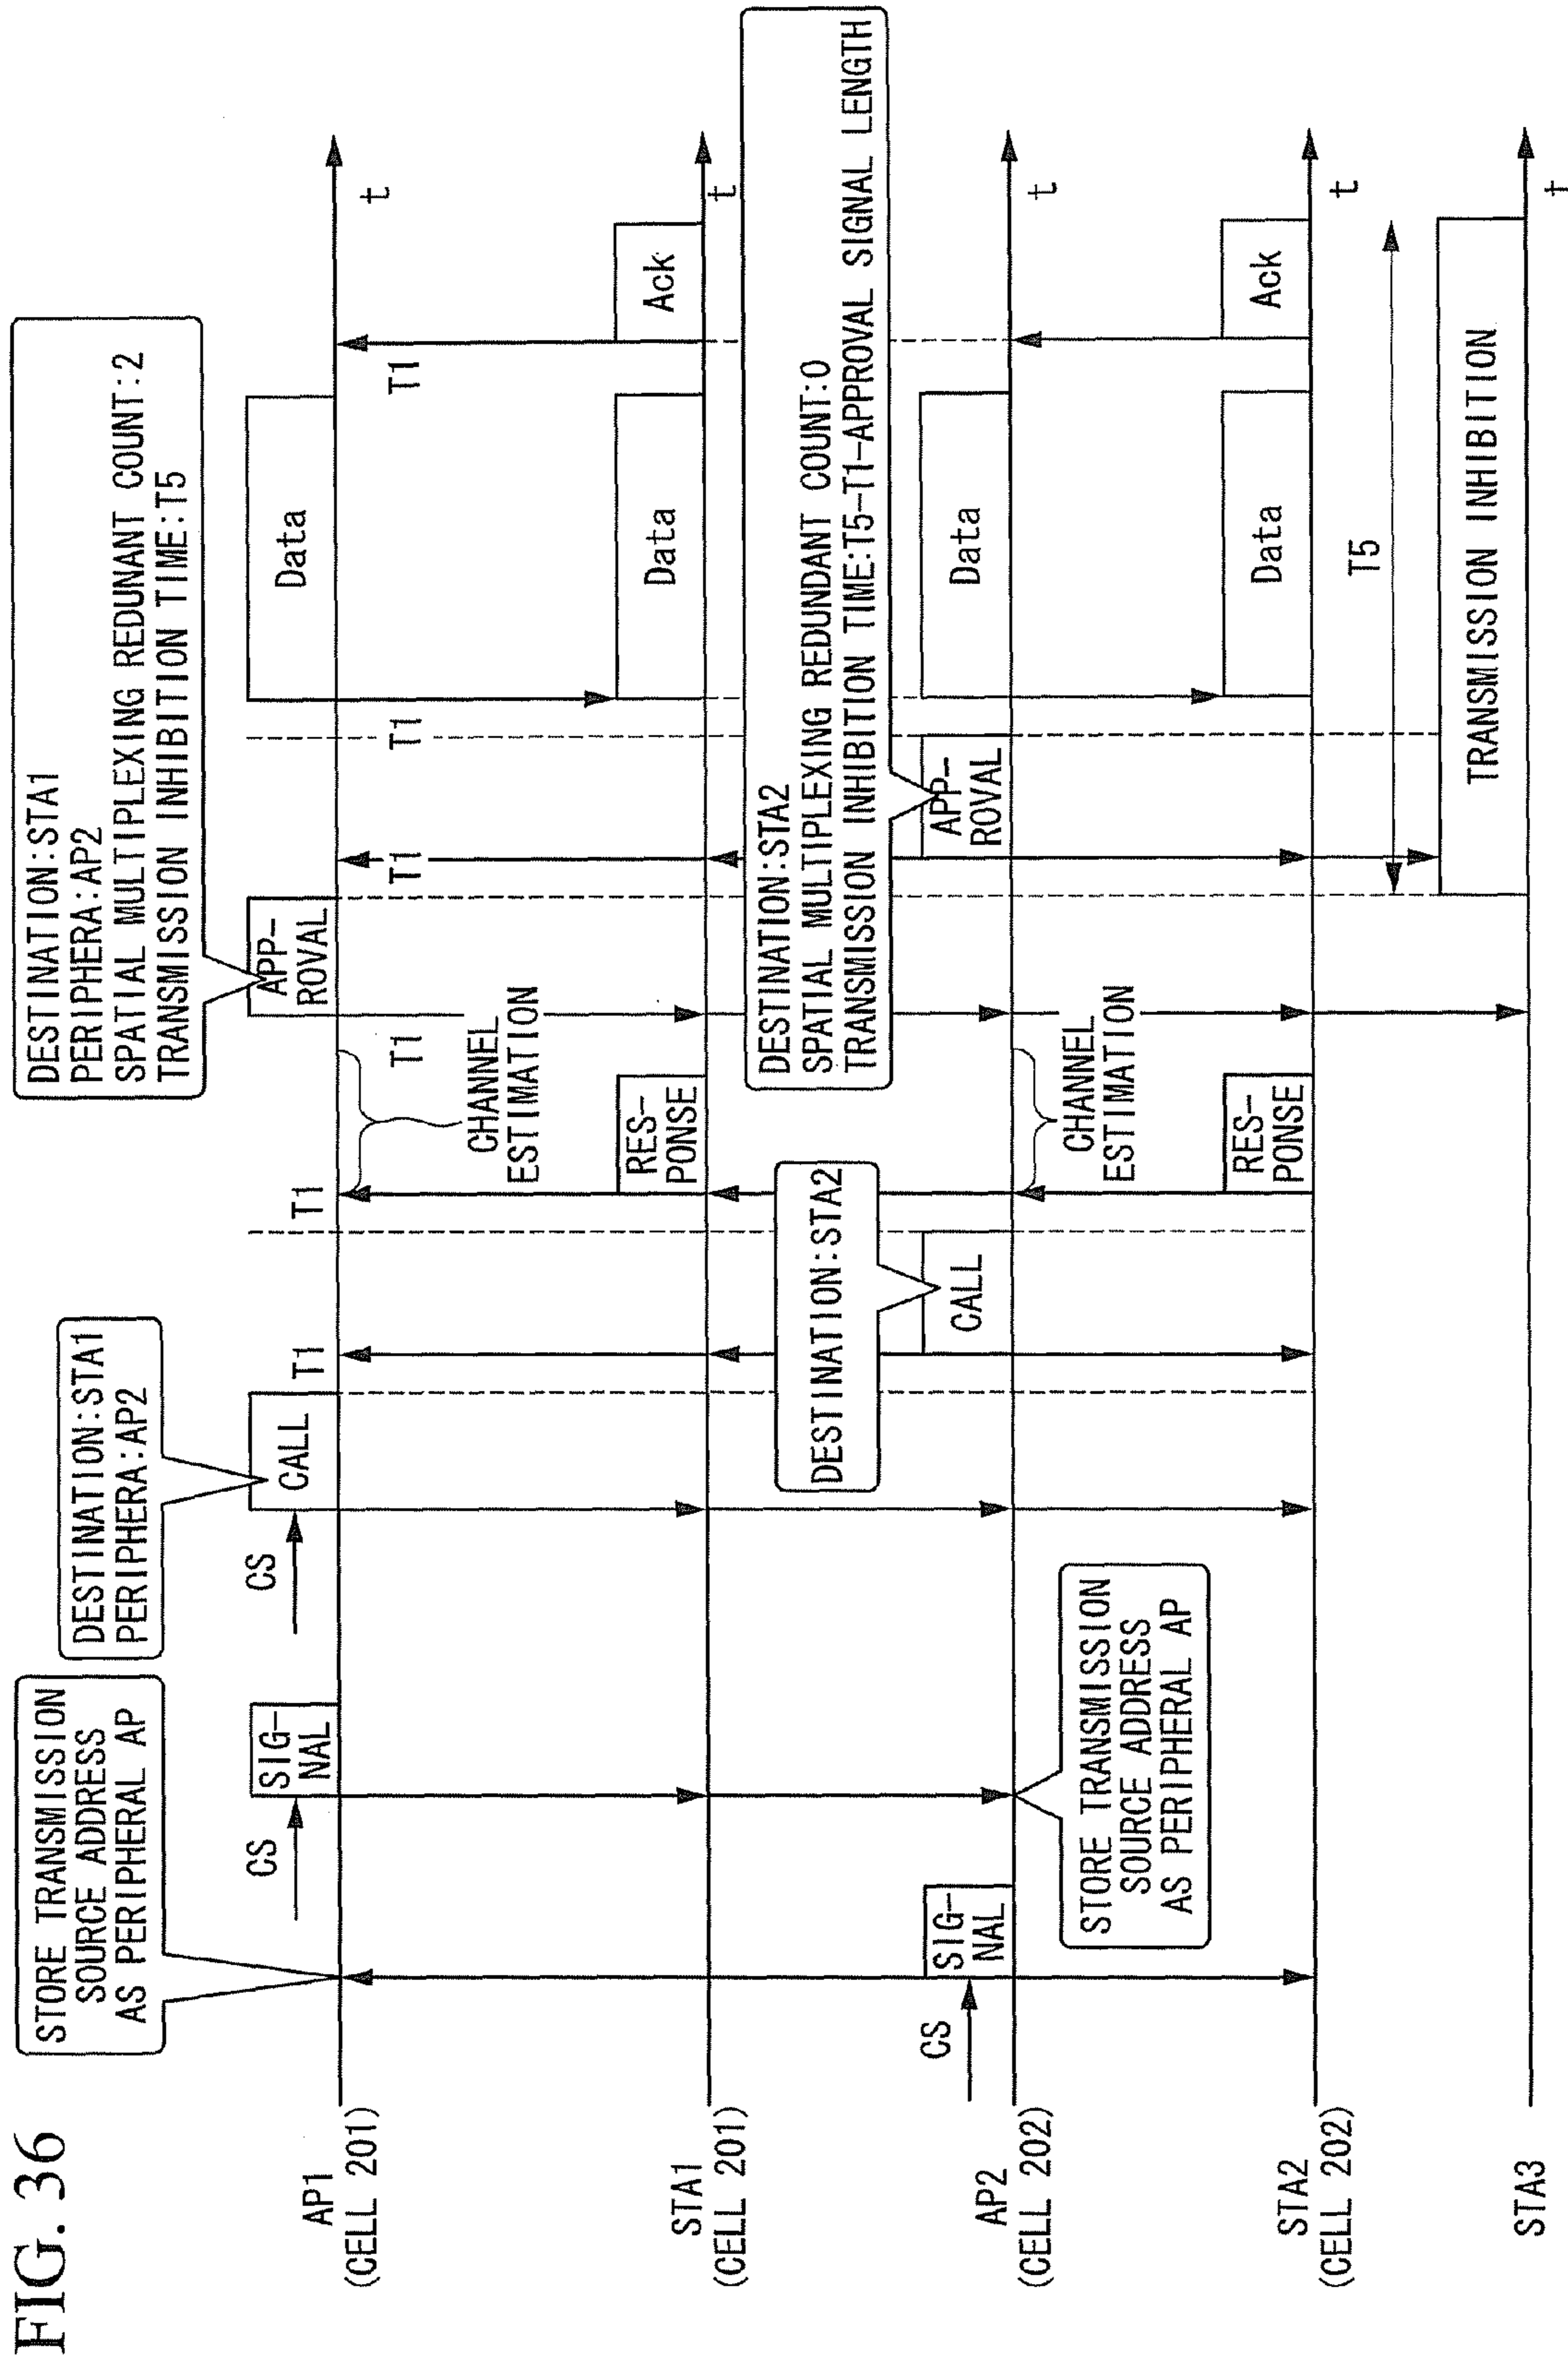 FIG. 36
STORE TRANSMISSION
SOURCE ADDRESS
AS PERIPHERAL AP
DESTINATION:STA1
PERIPHERA:AP2
DESTINATION:STA1
PERIPHERA:AP2
SPATIAL MULTIPLEXING REDUNANT COUNT:2
TRANSMISSION INHIBITION TIME:T5
AP1
(CELL 201)
CS
SIG-
NAL
CS
CALL
T1
T1
CHANNEL
ESTIMATION
T1
APP-
ROVAL
T1
T1
Data
T1
t
STA1
(CELL 201)
RES-
PONSE
Data
Ack
t
DESTINATION:STA2
DESTINATION:STA2
SPATIAL MULTIPLEXING REDUNDANT COUNT:0
TRANSMISSION INHIBITION TIME:T5-T1-APPROVAL SIGNAL LENGTH
AP2
(CELL 202)
CS
SIG-
NAL
STORE TRANSMISSION
SOURCE ADDRESS
AS PERIPHERAL AP
CALL
CHANNEL
ESTIMATION
APP-
ROVAL
Data
t
STA2
(CELL 202)
RES-
PONSE
Data
Ack
t
T5
STA3
TRANSMISSION INHIBITION
t